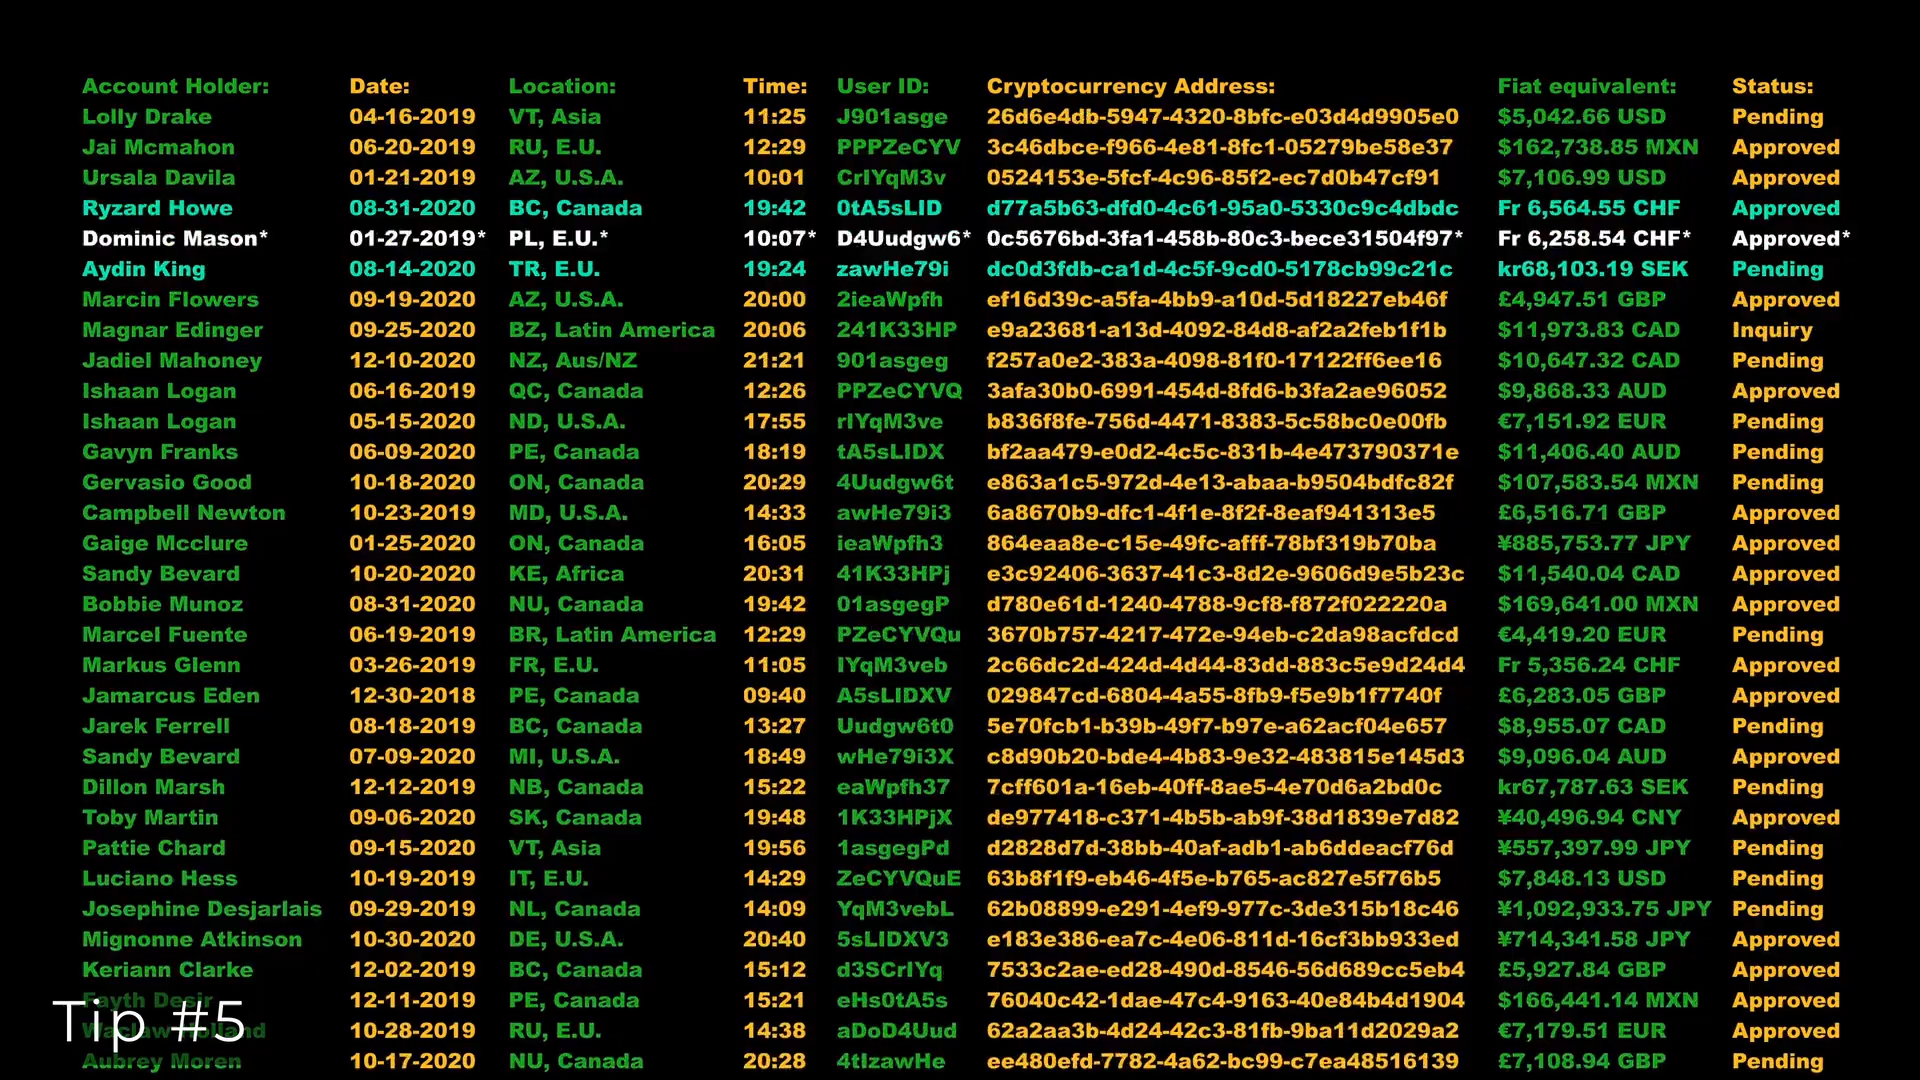 Account Holder: Date: Location: Time: User ID: Cryptocurrency Address: Fiat equivalent: Status:
Lolly Drake 04-16-2019 VT, Asia 11:25 J901asge 26d6e4db-5947-4320-8bfc-e03d4d9905e0 $5,042.66 USD Pending
Jai Mcmahon 06-20-2019 RU, E.U. 12:29 PPPZeCYV 3c46dbce-f966-4e81-8fc1-05279be58e37 $162,738.85 MXN Approved
Ursala Davila 01-21-2019 AZ, U.S.A. 10:01 CrIYqM3v 0524153e-5fcf-4c96-85f2-ec7d0b47cf91 $7,106.99 USD Approved
Ryzard Howe 08-31-2020 BC, Canada 19:42 0tA5sLID d77a5b63-dfd0-4c61-95a0-5330c9c4dbdc Fr 6,564.55 CHF Approved
Dominic Mason* 01-27-2019* PL, E.U.* 10:07* D4Uudgw6* 0c5676bd-3fa1-458b-80c3-bece31504f97* Fr 6,258.54 CHF* Approved*
Aydin King 08-14-2020 TR, E.U. 19:24 zawHe79i dc0d3fdb-ca1d-4c5f-9cd0-5178cb99c21c kr68,103.19 SEK Pending
Marcin Flowers 09-19-2020 AZ, U.S.A. 20:00 2ieaWpfh ef16d39c-a5fa-4bb9-a10d-5d18227eb46f £4,947.51 GBP Approved
Magnar Edinger 09-25-2020 BZ, Latin America 20:06 241K33HP e9a23681-a13d-4092-84d8-af2a2feb1f1b $11,973.83 CAD Inquiry
Jadiel Mahoney 12-10-2020 NZ, Aus/NZ 21:21 901asgeg f257a0e2-383a-4098-81f0-17122ff6ee16 $10,647.32 CAD Pending
Ishaan Logan 06-16-2019 QC, Canada 12:26 PPZeCYVQ 3afa30b0-6991-454d-8fd6-b3fa2ae96052 $9,868.33 AUD Approved
Ishaan Logan 05-15-2020 ND, U.S.A. 17:55 rIYqM3ve b836f8fe-756d-4471-8383-5c58bc0e00fb €7,151.92 EUR Pending
Gavyn Franks 06-09-2020 PE, Canada 18:19 tA5sLIDX bf2aa479-e0d2-4c5c-831b-4e473790371e $11,406.40 AUD Pending
Gervasio Good 10-18-2020 ON, Canada 20:29 4Uudgw6t e863a1c5-972d-4e13-abaa-b9504bdfc82f $107,583.54 MXN Pending
Campbell Newton 10-23-2019 MD, U.S.A. 14:33 awHe79i3 6a8670b9-dfc1-4f1e-8f2f-8eaf941313e5 £6,516.71 GBP Approved
Gaige Mcclure 01-25-2020 ON, Canada 16:05 ieaWpfh3 864eaa8e-c15e-49fc-afff-78bf319b70ba ¥885,753.77 JPY Approved
Sandy Bevard 10-20-2020 KE, Africa 20:31 41K33HPj e3c92406-3637-41c3-8d2e-9606d9e5b23c $11,540.04 CAD Approved
Bobbie Munoz 08-31-2020 NU, Canada 19:42 01asgegP d780e61d-1240-4788-9cf8-f872f022220a $169,641.00 MXN Approved
Marcel Fuente 06-19-2019 BR, Latin America 12:29 PZeCYVQu 3670b757-4217-472e-94eb-c2da98acfdcd €4,419.20 EUR Pending
Markus Glenn 03-26-2019 FR, E.U. 11:05 IYqM3veb 2c66dc2d-424d-4d44-83dd-883c5e9d24d4 Fr 5,356.24 CHF Approved
Jamarcus Eden 12-30-2018 PE, Canada 09:40 A5sLIDXV 029847cd-6804-4a55-8fb9-f5e9b1f7740f £6,283.05 GBP Approved
Jarek Ferrell 08-18-2019 BC, Canada 13:27 Uudgw6t0 5e70fcb1-b39b-49f7-b97e-a62acf04e657 $8,955.07 CAD Pending
Sandy Bevard 07-09-2020 MI, U.S.A. 18:49 wHe79i3X c8d90b20-bde4-4b83-9e32-483815e145d3 $9,096.04 AUD Approved
Dillon Marsh 12-12-2019 NB, Canada 15:22 eaWpfh37 7cff601a-16eb-40ff-8ae5-4e70d6a2bd0c kr67,787.63 SEK Pending
Toby Martin 09-06-2020 SK, Canada 19:48 1K33HPjX de977418-c371-4b5b-ab9f-38d1839e7d82 ¥40,496.94 CNY Approved
Pattie Chard 09-15-2020 VT, Asia 19:56 1asgegPd d2828d7d-38bb-40af-adb1-ab6ddeacf76d ¥557,397.99 JPY Pending
Luciano Hess 10-19-2019 IT, E.U. 14:29 ZeCYVQuE 63b8f1f9-eb46-4f5e-b765-ac827e5f76b5 $7,848.13 USD Pending
Josephine Desjarlais 09-29-2019 NL, Canada 14:09 YqM3vebL 62b08899-e291-4ef9-977c-3de315b18c46 ¥1,092,933.75 JPY Pending
Mignonne Atkinson 10-30-2020 DE, U.S.A. 20:40 5sLIDXV3 e183e386-ea7c-4e06-811d-16cf3bb933ed ¥714,341.58 JPY Approved
Keriann Clarke 12-02-2019 BC, Canada 15:12 d3SCrIYq 7533c2ae-ed28-490d-8546-56d689cc5eb4 £5,927.84 GBP Approved
Fayth Desir 12-11-2019 PE, Canada 15:21 eHs0tA5s 76040c42-1dae-47c4-9163-40e84b4d1904 $166,441.14 MXN Approved
Tip #5
Waclaw Holland 10-28-2019 RU, E.U. 14:38 aDoD4Uud 62a2aa3b-4d24-42c3-81fb-9ba11d2029a2 €7,179.51 EUR Approved
Aubrey Moren 10-17-2020 NU, Canada 20:28 4tIzawHe ee480efd-7782-4a62-bc99-c7ea48516139 £7,108.94 GBP Pending